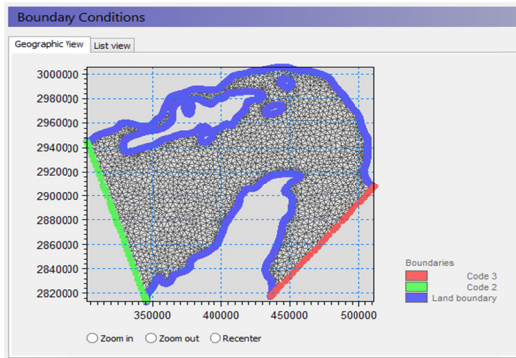 Boundary Conditions
Geographic View List view
3000000
2980000
2960000
2940000
2920000
2900000
2880000
2860000
2840000
2820000
350000 400000 450000 500000
Boundaries
Code 3
Code 2
Land boundary
Zoom in Zoom out Recenter